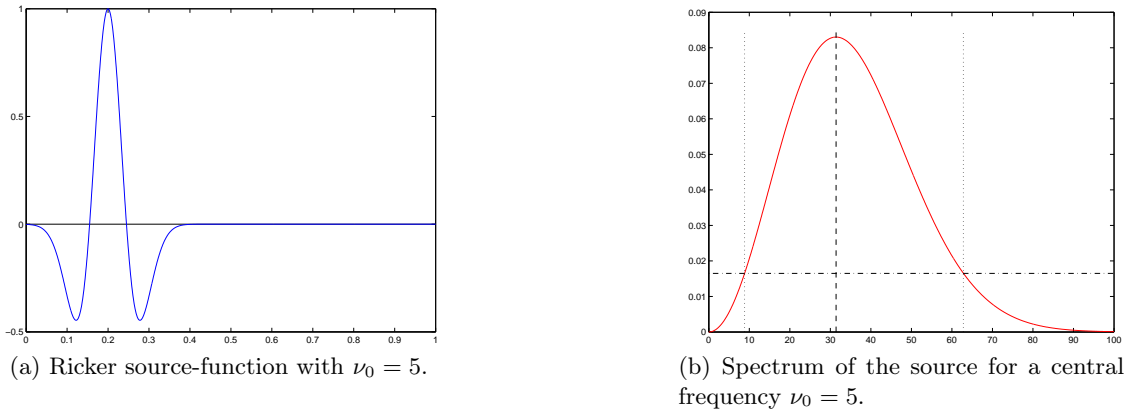 1
0.5
0
−0.5
0 0.1 0.2 0.3 0.4 0.5 0.6 0.7 0.8 0.9 1
(a) Ricker source-function with ν₀ = 5.
0.09
0.08
0.07
0.06
0.05
0.04
0.03
0.02
0.01
0
0 10 20 30 40 50 60 70 80 90 100
(b) Spectrum of the source for a central
frequency ν₀ = 5.